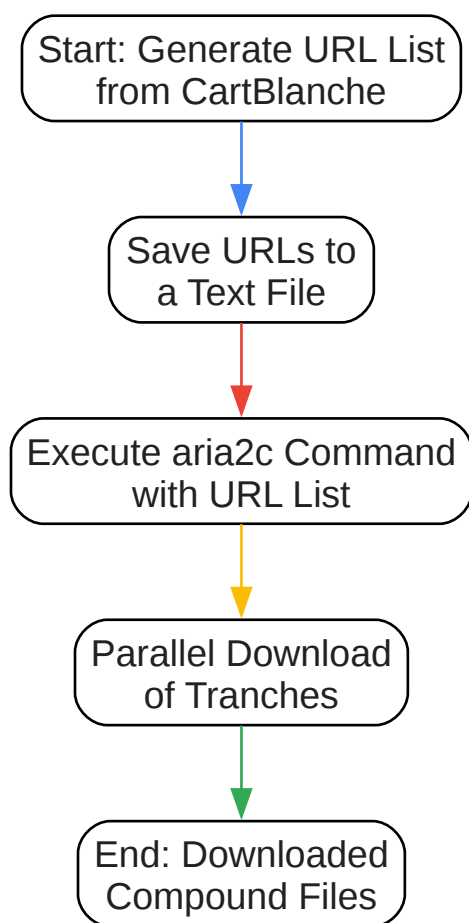 Start: Generate URL List
from CartBlanche
Save URLs to
a Text File
Execute aria2c Command
with URL List
Parallel Download
of Tranches
End: Downloaded
Compound Files